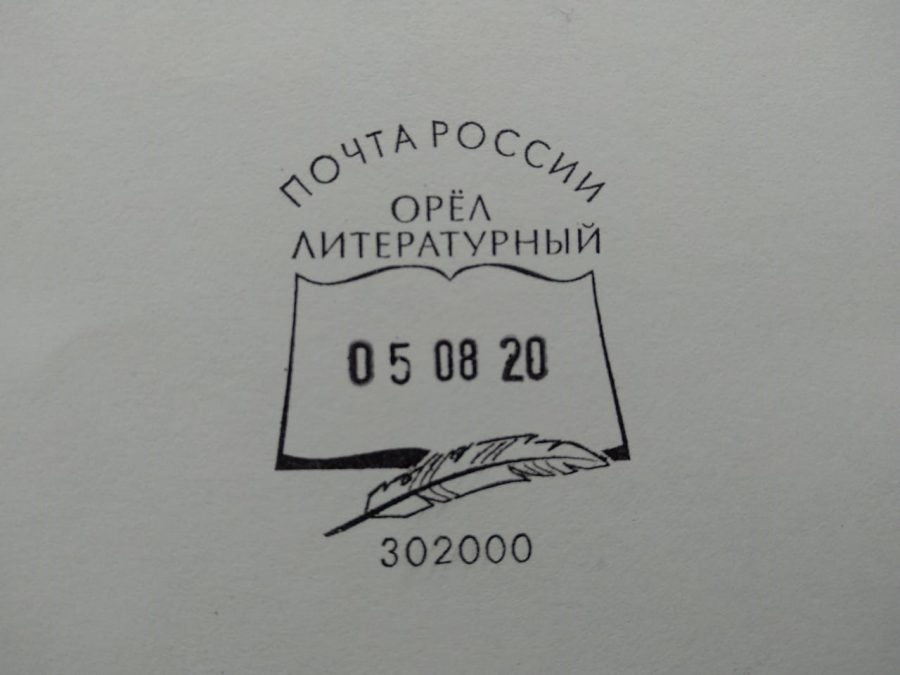 ПОЧТА РОССИИ
ОРЁЛ
ЛИТЕРАТУРНЫЙ
05 08 20
302000